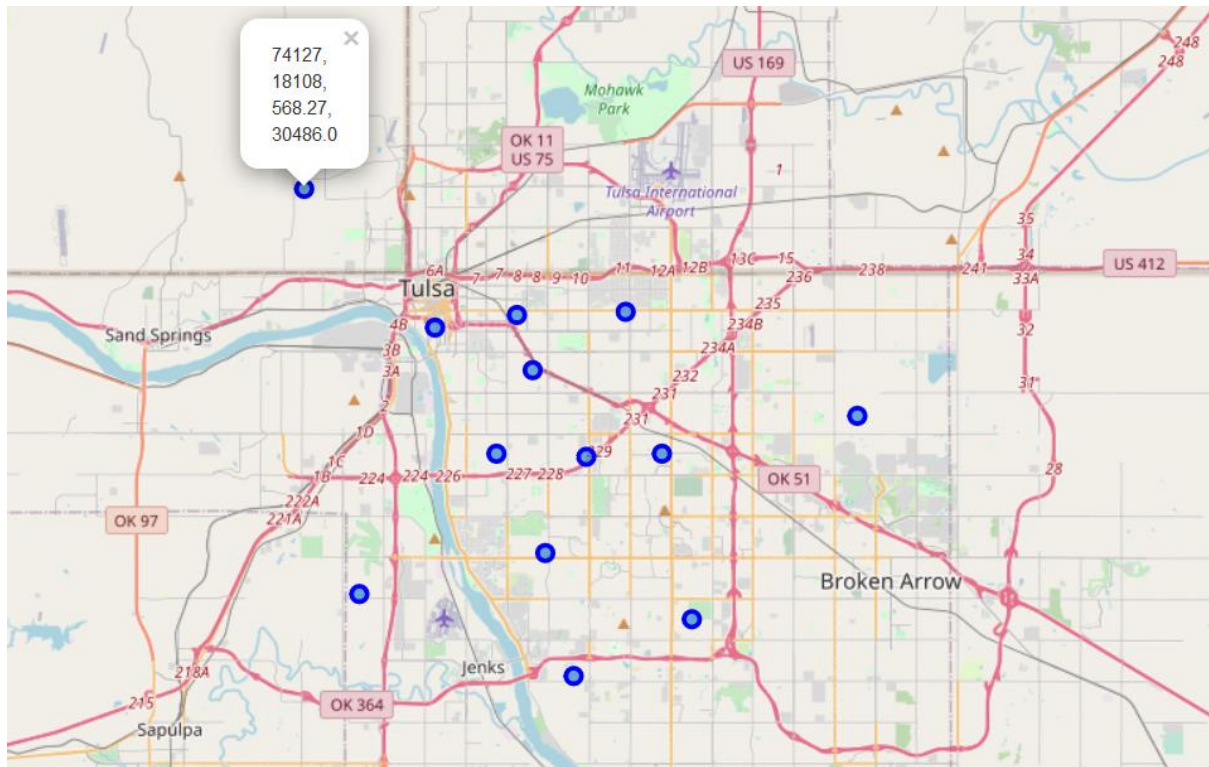 ×
74127,
18108,
568.27,
30486.0
248
248
US 169
Mohawk
Park
OK 11
US 75
1
Tulsa International
Airport
35
34
33A
US 412
6A
7
7
8
8
9
10
11
12A
12B
13C
15
236
238
241
Tulsa
235
4B
Sand Springs
234B
32
3B
234A
3A
232
31
231
2
231
1D
229
1C
1B
224
224
226
227
228
28
OK 51
222A
221A
OK 97
Broken Arrow
Jenks
218A
215
OK 364
Sapulpa